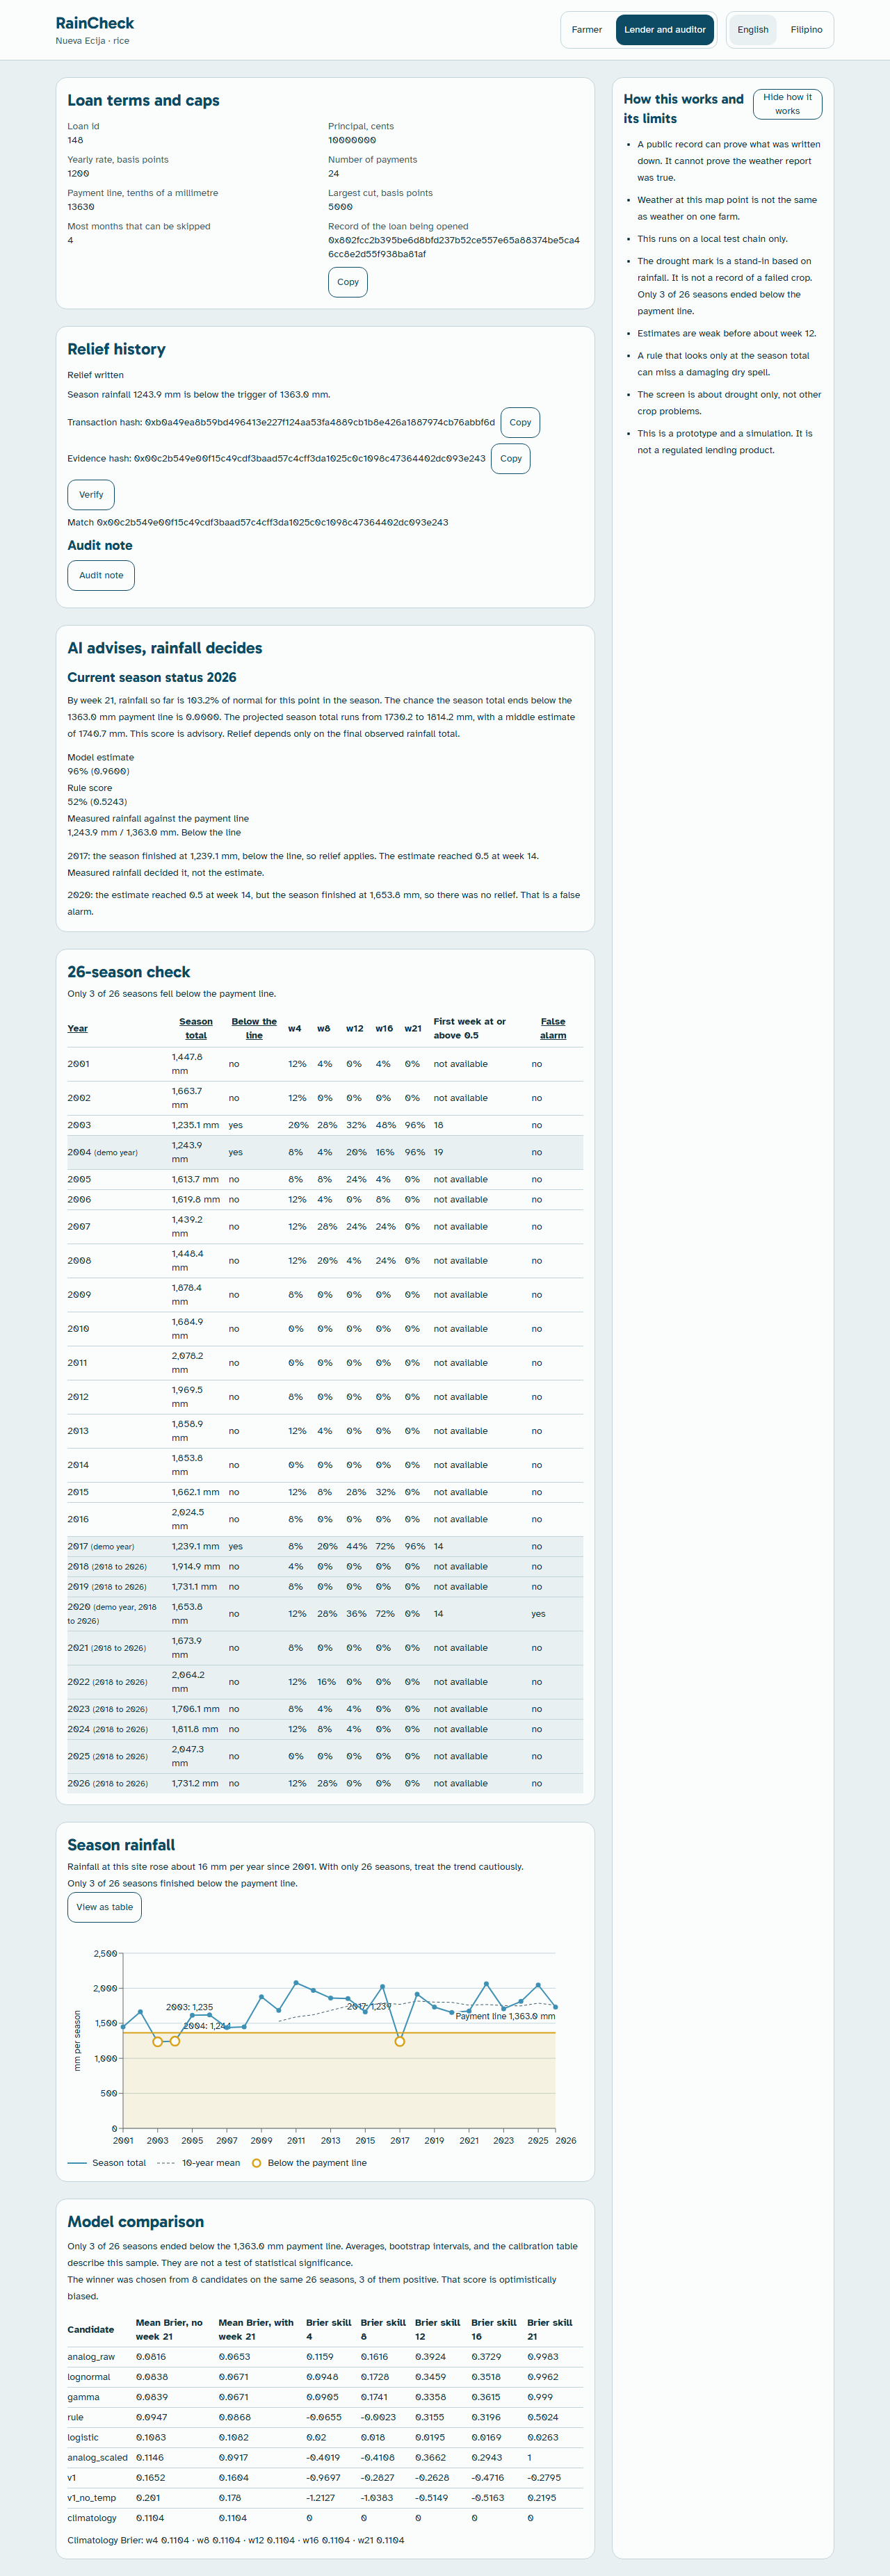 RainCheck
Nueva Ecija · rice
Farmer
Lender and auditor
English
Filipino
Loan terms and caps
Loan id
148
Principal, cents
10000000
Yearly rate, basis points
1200
Number of payments
24
Payment line, tenths of a millimetre
13630
Largest cut, basis points
5000
Most months that can be skipped
4
Record of the loan being opened
0x802fcc2b395be6d8bfd237b52ce557e65a88374be5ca4
6cc8e2d55f938ba81af
Copy
Relief history
Relief written
Season rainfall 1243.9 mm is below the trigger of 1363.0 mm.
Transaction hash: 0xb0a49ea8b59bd496413e227f124aa53fa4889cb1b8e426a1887974cb76abbf6d
Copy
Evidence hash: 0x00c2b549e00f15c49cdf3baad57c4cff3da1025c0c1098c47364402dc093e243
Copy
Verify
Match 0x00c2b549e00f15c49cdf3baad57c4cff3da1025c0c1098c47364402dc093e243
Audit note
Audit note
AI advises, rainfall decides
Current season status 2026
By week 21, rainfall so far is 103.2% of normal for this point in the season. The chance the season total ends below the
1363.0 mm payment line is 0.0000. The projected season total runs from 1730.2 to 1814.2 mm, with a middle estimate
of 1740.7 mm. This score is advisory. Relief depends only on the final observed rainfall total.
Model estimate
96% (0.9600)
Rule score
52% (0.5243)
Measured rainfall against the payment line
1,243.9 mm / 1,363.0 mm. Below the line
2017: the season finished at 1,239.1 mm, below the line, so relief applies. The estimate reached 0.5 at week 14.
Measured rainfall decided it, not the estimate.
2020: the estimate reached 0.5 at week 14, but the season finished at 1,653.8 mm, so there was no relief. That is a false
alarm.
26-season check
Only 3 of 26 seasons fell below the payment line.
Year Season total Below the line w4 w8 w12 w16 w21 First week at or above 0.5 False alarm
2001 1,447.8 mm no 12% 4% 0% 4% 0% not available no
2002 1,663.7 mm no 12% 0% 0% 0% 0% not available no
2003 1,235.1 mm yes 20% 28% 32% 48% 96% 18 no
2004 (demo year) 1,243.9 mm yes 8% 4% 20% 16% 96% 19 no
2005 1,613.7 mm no 8% 8% 24% 4% 0% not available no
2006 1,619.8 mm no 12% 4% 0% 8% 0% not available no
2007 1,439.2 mm no 12% 28% 24% 24% 0% not available no
2008 1,448.4 mm no 12% 20% 4% 24% 0% not available no
2009 1,878.4 mm no 8% 0% 0% 0% 0% not available no
2010 1,684.9 mm no 0% 0% 0% 0% 0% not available no
2011 2,078.2 mm no 0% 0% 0% 0% 0% not available no
2012 1,969.5 mm no 8% 0% 0% 0% 0% not available no
2013 1,858.9 mm no 12% 4% 0% 0% 0% not available no
2014 1,853.8 mm no 0% 0% 0% 0% 0% not available no
2015 1,662.1 mm no 12% 8% 28% 32% 0% not available no
2016 2,024.5 mm no 8% 0% 0% 0% 0% not available no
2017 (demo year) 1,239.1 mm yes 8% 20% 44% 72% 96% 14 no
2018 (2018 to 2026) 1,914.9 mm no 4% 0% 0% 0% 0% not available no
2019 (2018 to 2026) 1,731.1 mm no 8% 0% 0% 0% 0% not available no
2020 (demo year, 2018 to 2026) 1,653.8 mm no 12% 28% 36% 72% 0% 14 yes
2021 (2018 to 2026) 1,673.9 mm no 8% 0% 0% 0% 0% not available no
2022 (2018 to 2026) 2,064.2 mm no 12% 16% 0% 0% 0% not available no
2023 (2018 to 2026) 1,706.1 mm no 8% 4% 4% 0% 0% not available no
2024 (2018 to 2026) 1,811.8 mm no 12% 8% 4% 0% 0% not available no
2025 (2018 to 2026) 2,047.3 mm no 0% 0% 0% 0% 0% not available no
2026 (2018 to 2026) 1,731.2 mm no 12% 28% 0% 0% 0% not available no
Season rainfall
Rainfall at this site rose about 16 mm per year since 2001. With only 26 seasons, treat the trend cautiously.
Only 3 of 26 seasons finished below the payment line.
View as table
mm per season
2,500
2,000
1,500
1,000
500
0
2003: 1,235
2004: 1,244
2017: 1,239
Payment line 1,363.0 mm
2001 2003 2005 2007 2009 2011 2013 2015 2017 2019 2021 2023 2025 2026
Season total
10-year mean
Below the payment line
Model comparison
Only 3 of 26 seasons ended below the 1,363.0 mm payment line. Averages, bootstrap intervals, and the calibration table
describe this sample. They are not a test of statistical significance.
The winner was chosen from 8 candidates on the same 26 seasons, 3 of them positive. That score is optimistically
biased.
Candidate Mean Brier, no week 21 Mean Brier, with week 21 Brier skill 4 Brier skill 8 Brier skill 12 Brier skill 16 Brier skill 21
analog_raw 0.0816 0.0653 0.1159 0.1616 0.3924 0.3729 0.9983
lognormal 0.0838 0.0671 0.0948 0.1728 0.3459 0.3518 0.9962
gamma 0.0839 0.0671 0.0905 0.1741 0.3358 0.3615 0.999
rule 0.0947 0.0868 -0.0655 -0.0023 0.3155 0.3196 0.5024
logistic 0.1083 0.1082 0.02 0.018 0.0195 0.0169 0.0263
analog_scaled 0.1146 0.0917 -0.4019 -0.4108 0.3662 0.2943 1
v1 0.1652 0.1604 -0.9697 -0.2827 -0.2628 -0.4716 -0.2795
v1_no_temp 0.201 0.178 -1.2127 -1.0383 -0.5149 -0.5163 0.2195
climatology 0.1104 0.1104 0 0 0 0 0
Climatology Brier: w4 0.1104 · w8 0.1104 · w12 0.1104 · w16 0.1104 · w21 0.1104
How this works and
its limits
Hide how it
works
• A public record can prove what was written
down. It cannot prove the weather report
was true.
• Weather at this map point is not the same
as weather on one farm.
• This runs on a local test chain only.
• The drought mark is a stand-in based on
rainfall. It is not a record of a failed crop.
Only 3 of 26 seasons ended below the
payment line.
• Estimates are weak before about week 12.
• A rule that looks only at the season total
can miss a damaging dry spell.
• The screen is about drought only, not other
crop problems.
• This is a prototype and a simulation. It is
not a regulated lending product.